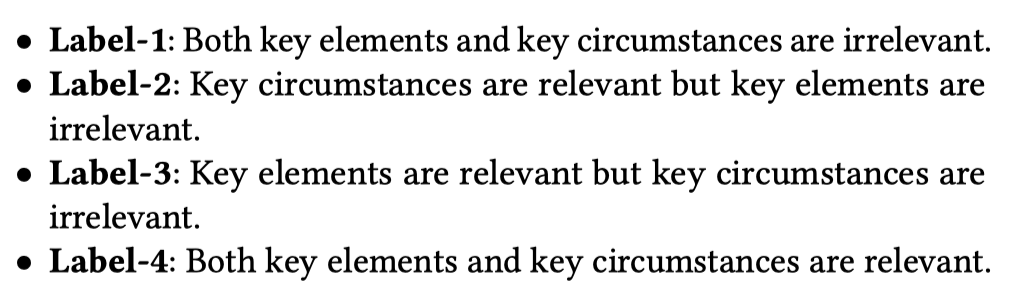 • Label-1: Both key elements and key circumstances are irrelevant.
• Label-2: Key circumstances are relevant but key elements are
irrelevant.
• Label-3: Key elements are relevant but key circumstances are
irrelevant.
• Label-4: Both key elements and key circumstances are relevant.